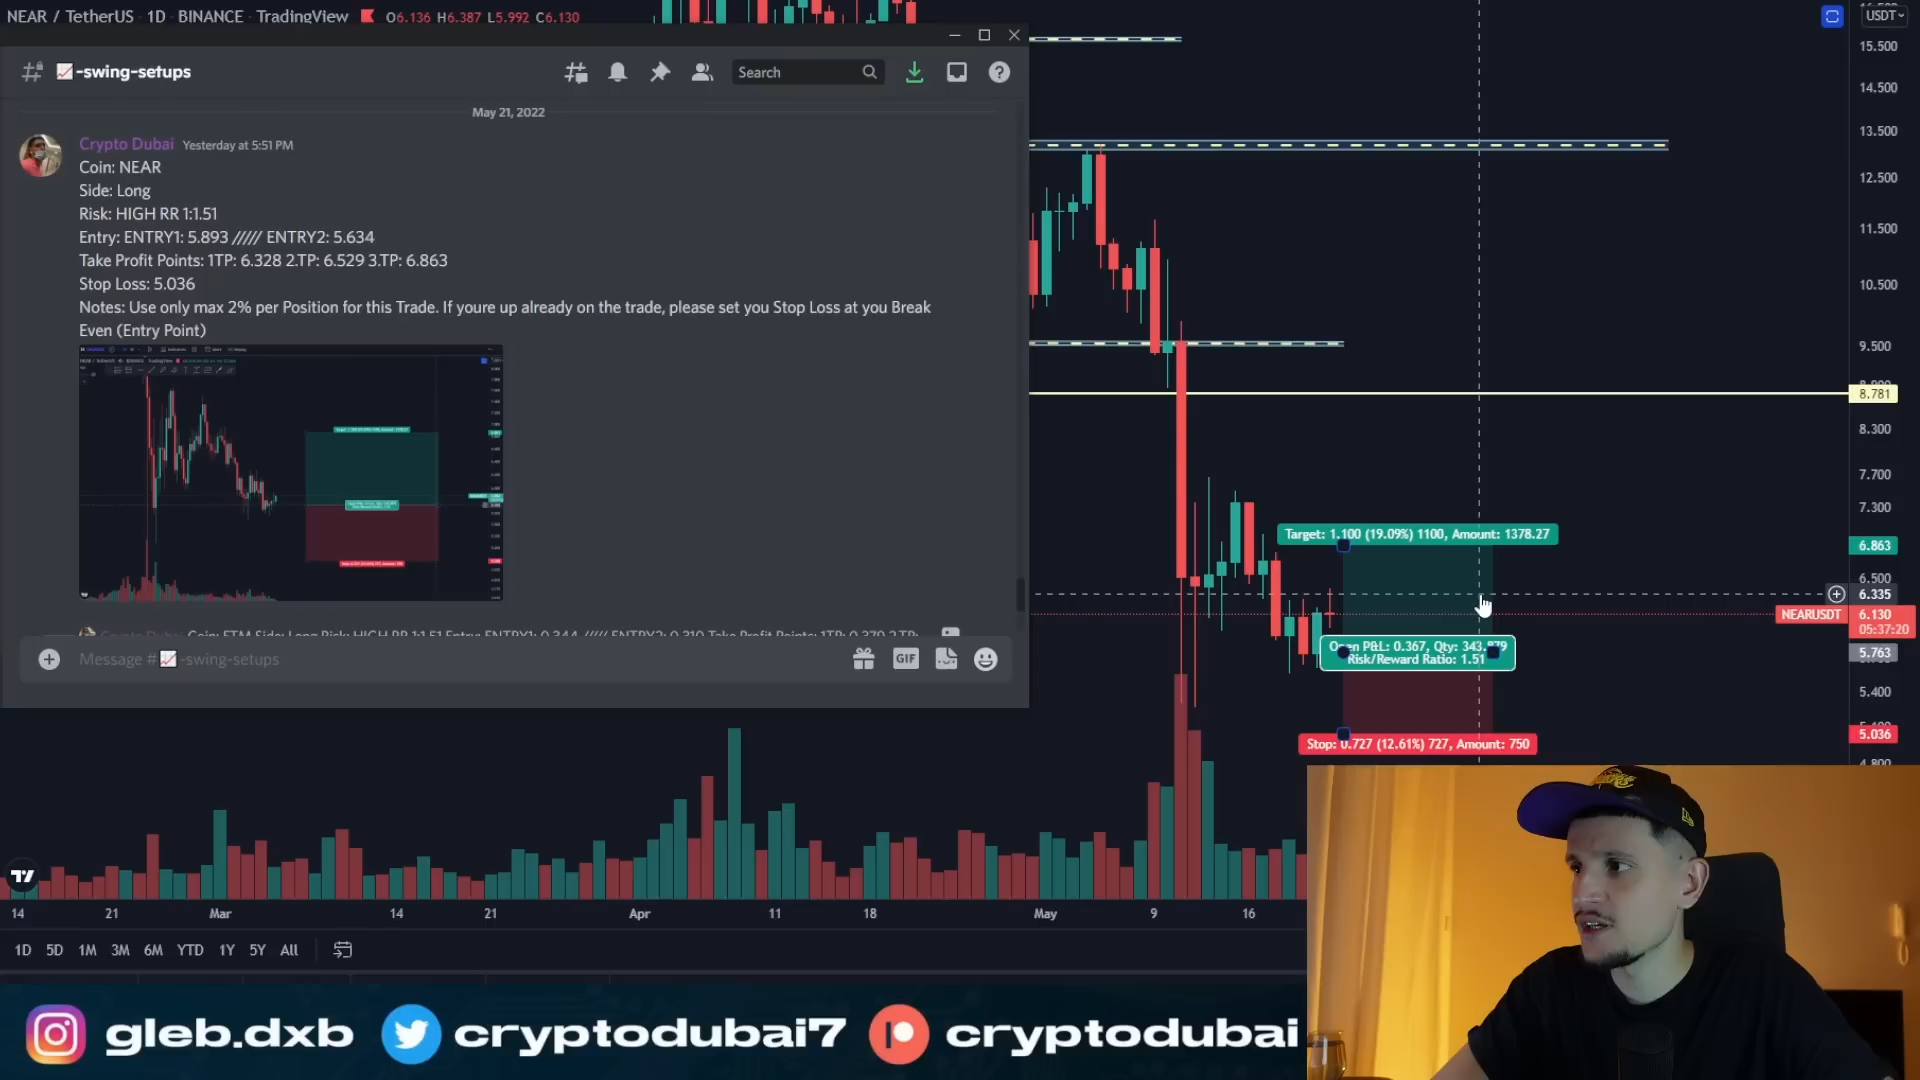 NEAR / TetherUS · 1D · BINANCE · TradingView O6.136 H6.387 L5.992 C6.130
USDT
-swing-setups
Search
May 21, 2022
Crypto Dubai Yesterday at 5:51 PM
Coin: NEAR
Side: Long
Risk: HIGH RR 1:1.51
Entry: ENTRY1: 5.893 ///// ENTRY2: 5.634
Take Profit Points: 1TP: 6.328 2.TP: 6.529 3.TP: 6.863
Stop Loss: 5.036
Notes: Use only max 2% per Position for this Trade. If youre up already on the trade, please set you Stop Loss at you Break
Even (Entry Point)
Message # -swing-setups
GIF
15.500
14.500
13.500
12.500
11.500
10.500
9.500
8.781
8.300
7.700
7.300
6.863
6.500
6.335
NEARUSDT 6.130
05:37:20
5.763
5.400
5.036
Target: 1.100 (19.09%) 1100, Amount: 1378.27
Open P&L: 0.367, Qty: 343.879
Risk/Reward Ratio: 1.51
Stop: 0.727 (12.61%) 727, Amount: 750
14 21 Mar 14 21 Apr 11 18 May 9 16
1D 5D 1M 3M 6M YTD 1Y 5Y All
gleb.dxb cryptodubai7 cryptodubai